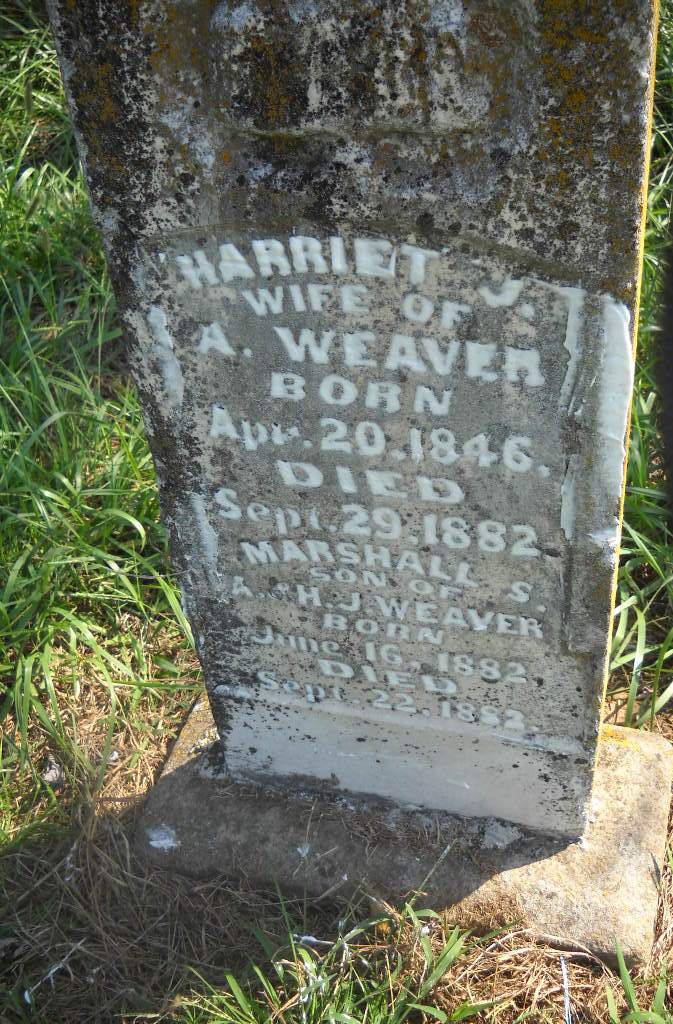 HARRIET J.
WIFE OF
A. WEAVER
BORN
Apr. 20. 1846.
DIED
Sept. 29. 1882.
MARSHALL S.
SON OF
A. & H. J. WEAVER
BORN
June 16. 1882.
DIED
Sept. 22. 1882.